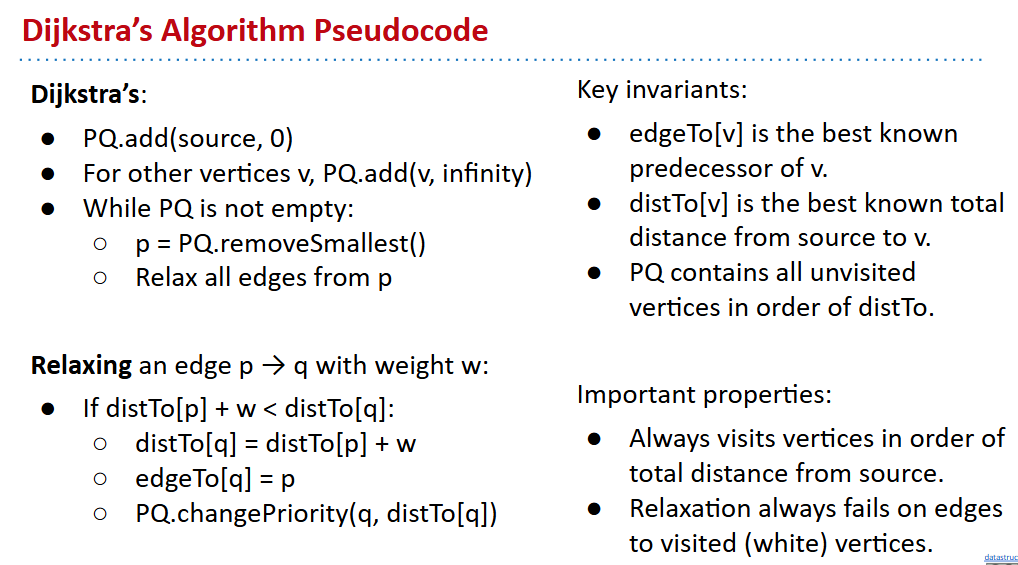 Dijkstra's Algorithm Pseudocode
Dijkstra's:
● PQ.add(source, 0)
● For other vertices v, PQ.add(v, infinity)
● While PQ is not empty:
○ p = PQ.removeSmallest()
○ Relax all edges from p
Relaxing an edge p → q with weight w:
● If distTo[p] + w < distTo[q]:
○ distTo[q] = distTo[p] + w
○ edgeTo[q] = p
○ PQ.changePriority(q, distTo[q])
Key invariants:
● edgeTo[v] is the best known
predecessor of v.
● distTo[v] is the best known total
distance from source to v.
● PQ contains all unvisited
vertices in order of distTo.
Important properties:
● Always visits vertices in order of
total distance from source.
● Relaxation always fails on edges
to visited (white) vertices.
datastruc